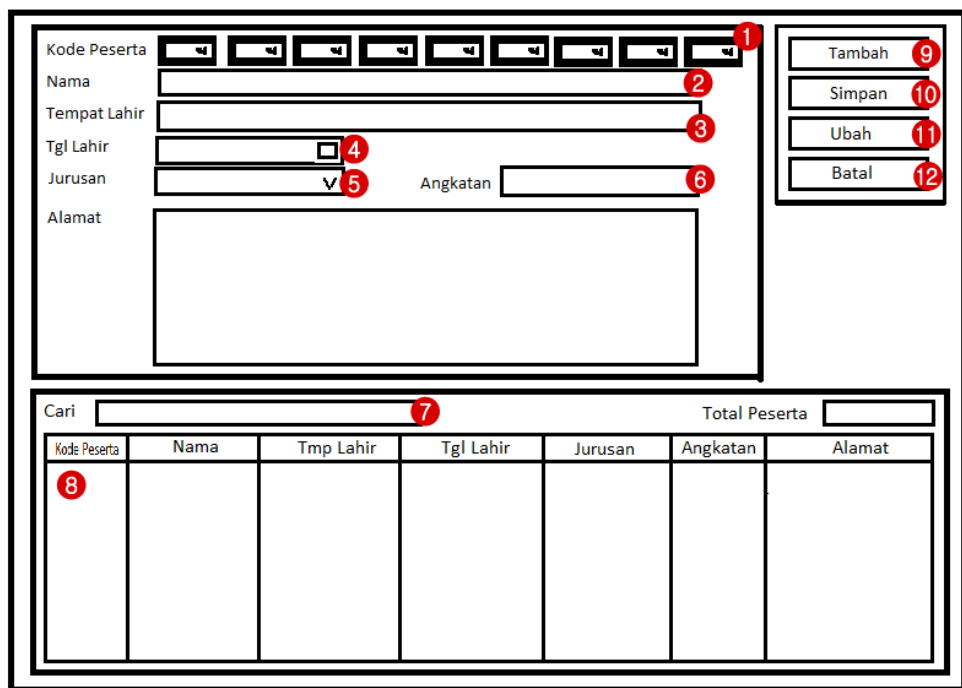 Kode Peserta 1
Nama 2
Tempat Lahir 3
Tgl Lahir 4
Jurusan V 5 Angkatan 6
Alamat
Tambah 9
Simpan 10
Ubah 11
Batal 12
Cari 7 Total Peserta
Kode Peserta Nama Tmp Lahir Tgl Lahir Jurusan Angkatan Alamat
8